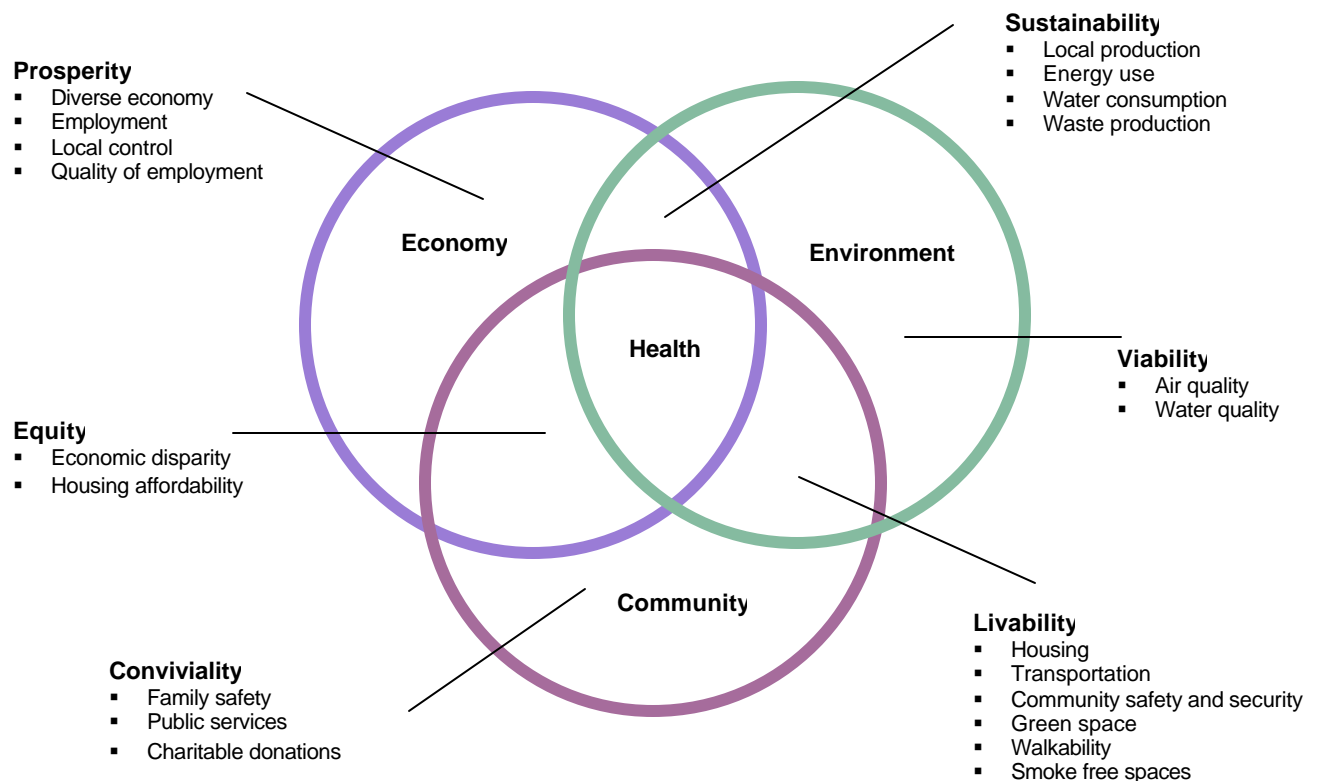 Sustainability
▪ Local production
▪ Energy use
▪ Water consumption
▪ Waste production
Prosperity
▪ Diverse economy
▪ Employment
▪ Local control
▪ Quality of employment
Economy
Environment
Health
Viability
▪ Air quality
▪ Water quality
Equity
▪ Economic disparity
▪ Housing affordability
Community
Livability
▪ Housing
▪ Transportation
▪ Community safety and security
▪ Green space
▪ Walkability
▪ Smoke free spaces
Conviviality
▪ Family safety
▪ Public services
▪ Charitable donations